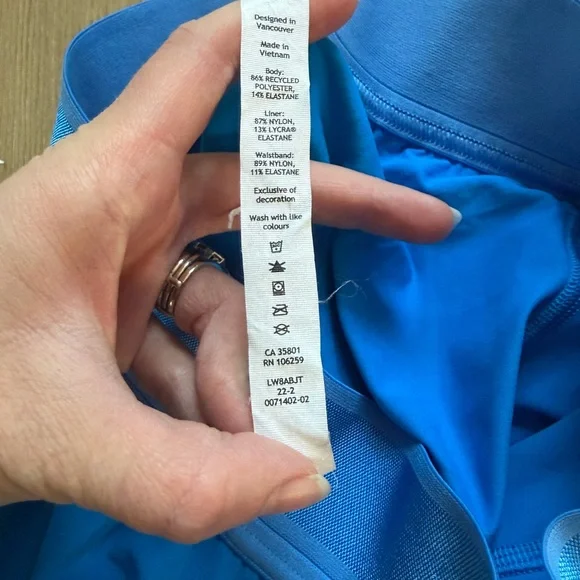 Designed in
Vancouver
Made in
Vietnam
Body:
86% RECYCLED
POLYESTER,
14% ELASTANE
Liner:
87% NYLON,
13% LYCRA®
ELASTANE
Waistband:
89% NYLON,
11% ELASTANE
Exclusive of
decoration
Wash with like
colours
CA 35801
RN 106259
LW8ABJT
22-2
0071402-02